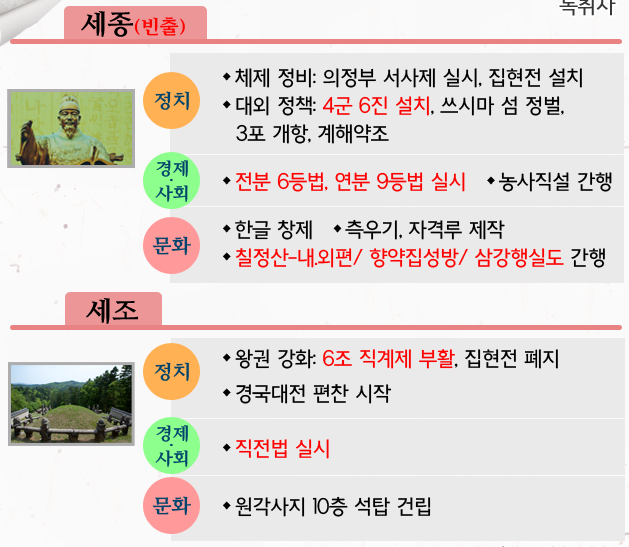 독취사
세종(빈출)
정치
◆체제 정비: 의정부 서사제 실시, 집현전 설치
◆대외 정책: 4군 6진 설치, 쓰시마 섬 정벌,
3포 개항, 계해약조
경제·사회
◆전분 6등법, 연분 9등법 실시 ◆농사직설 간행
문화
◆한글 창제 ◆측우기, 자격루 제작
◆칠정산-내.외편/ 향약집성방/ 삼강행실도 간행
세조
정치
◆왕권 강화: 6조 직계제 부활, 집현전 폐지
◆경국대전 편찬 시작
경제·사회
◆직전법 실시
문화
◆원각사지 10층 석탑 건립